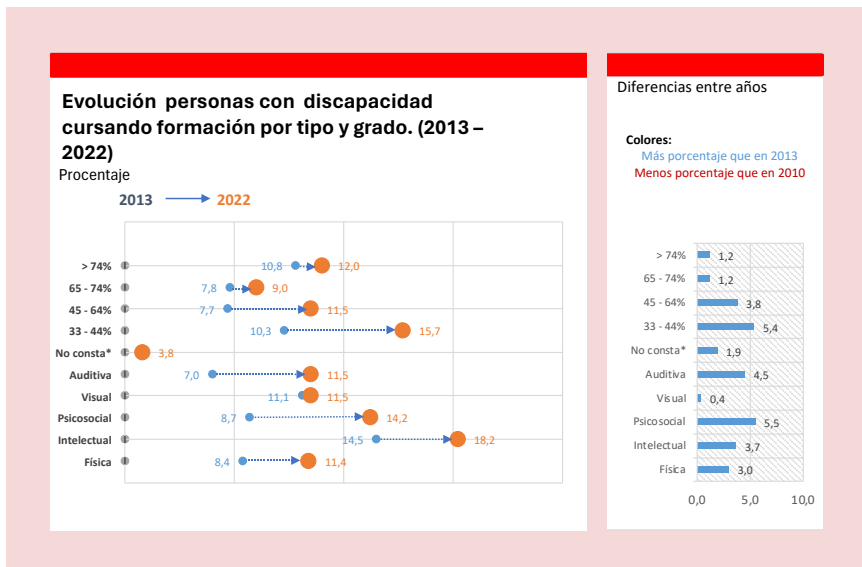 Evolución personas con discapacidad
cursando formación por tipo y grado. (2013 –
2022)
Procentaje
2013 2022
> 74% 10,8 12,0
65 - 74% 7,8 9,0
45 - 64% 7,7 11,5
33 - 44% 10,3 15,7
No consta* 3,8
Auditiva 7,0 11,5
Visual 11,1 11,5
Psicosocial 8,7 14,2
Intelectual 14,5 18,2
Física 8,4 11,4
Diferencias entre años
Colores:
Más porcentaje que en 2013
Menos porcentaje que en 2010
> 74% 1,2
65 - 74% 1,2
45 - 64% 3,8
33 - 44% 5,4
No consta* 1,9
Auditiva 4,5
Visual 0,4
Psicosocial 5,5
Intelectual 3,7
Física 3,0
0,0 5,0 10,0